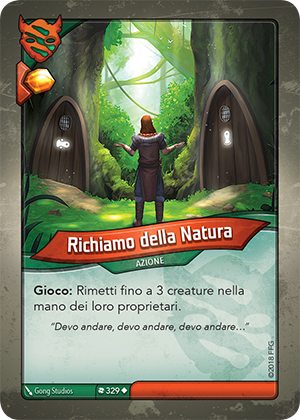 Richiamo della Natura
AZIONE
Gioco: Rimetti fino a 3 creature nella
mano dei loro proprietari.
“Devo andare, devo andare, devo andare…”
©2018 FFG
Gong Studios
329